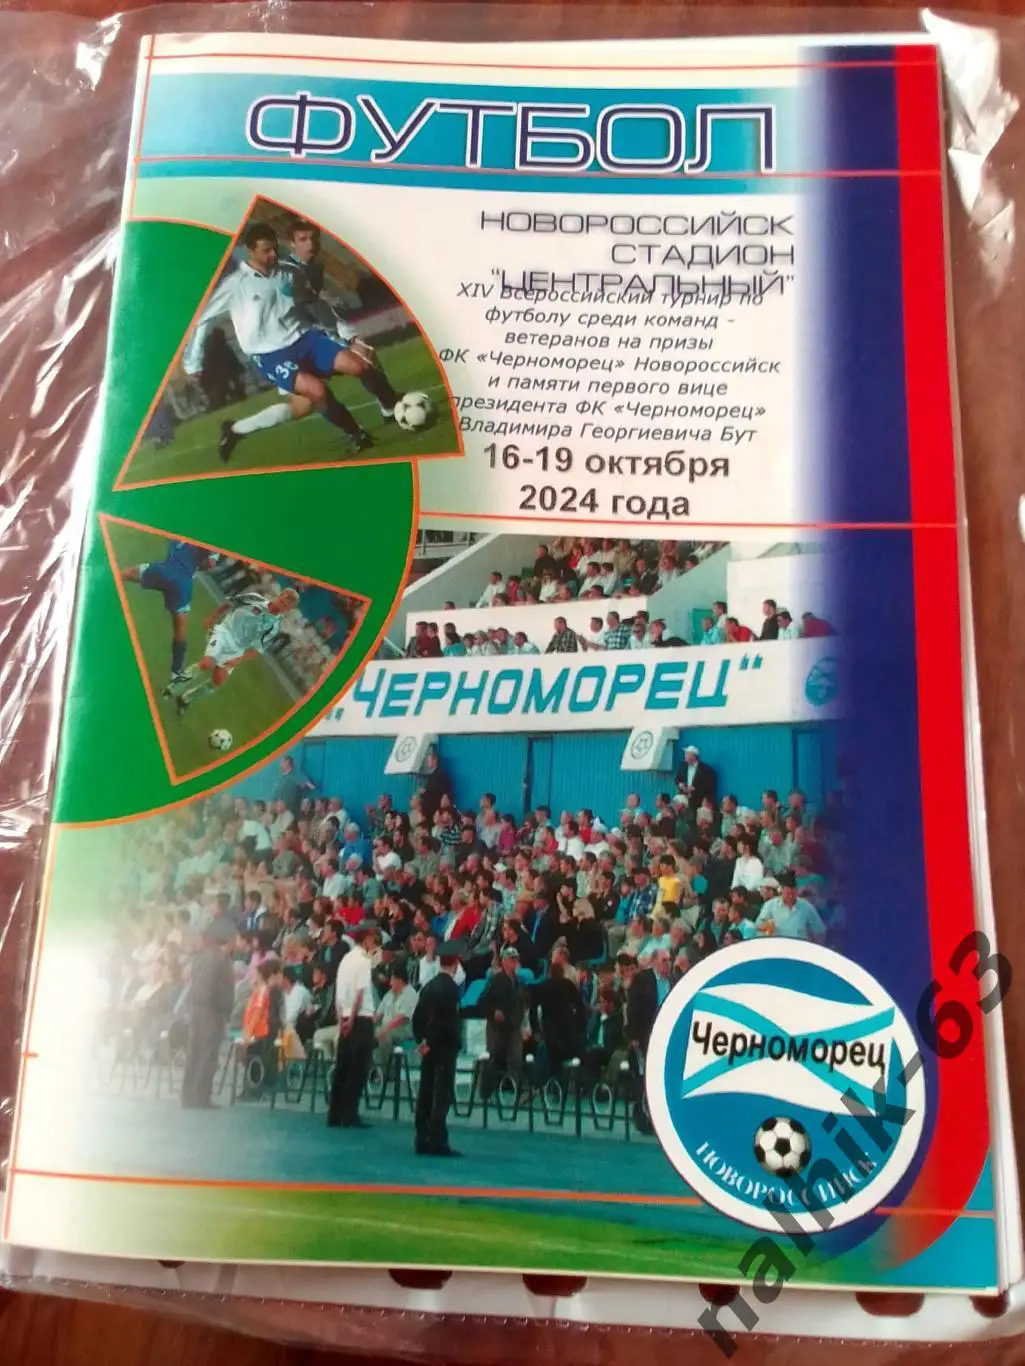 ФУТБОЛ
НОВОРОССИЙСК
СТАДИОН
"ЦЕНТРАЛЬНЫЙ"
XIV Всероссийский турнир по
футболу среди команд -
ветеранов на призы
ФК «Черноморец» Новороссийск
и памяти первого вице
президента ФК «Черноморец»
Владимира Георгиевича Бут
16-19 октября
2024 года
„ЧЕРНОМОРЕЦ"
Черноморец
НОВОРОССИЙСК
nalhik-63